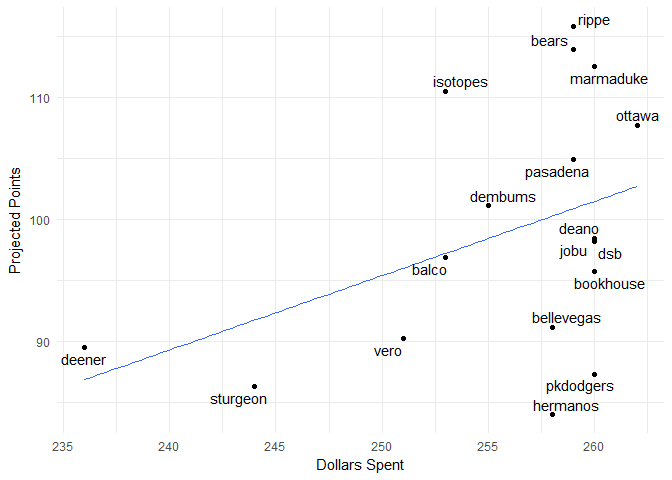 rippe
bears
marmaduke
isotopes
110
ottawa
pasadena
dembums
100
deano
jobu
dsb
balco
bookhouse
bellevegas
90
vero
deener
pkdodgers
sturgeon
hermanos
235
240
245
250
255
260
Dollars Spent
Projected Points